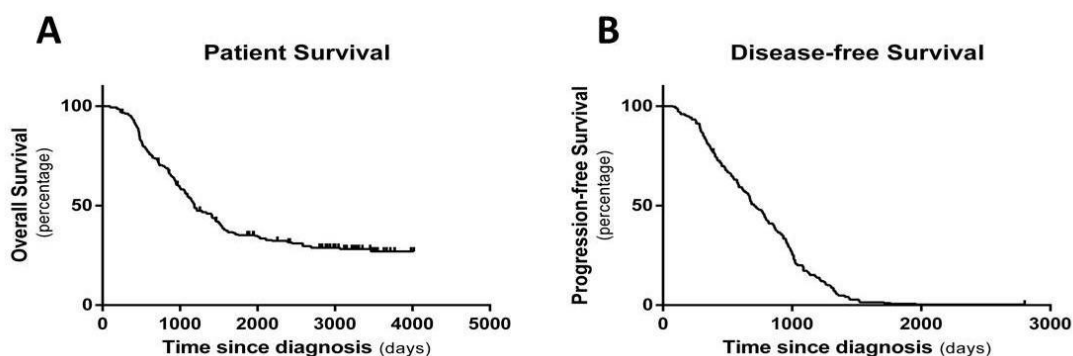 A
Patient Survival
Overall Survival
(percentage)
100
50
0
0 1000 2000 3000 4000 5000
Time since diagnosis (days)
B
Disease-free Survival
Progression-free Survival
(percentage)
100
50
0
0 1000 2000 3000
Time since diagnosis (days)